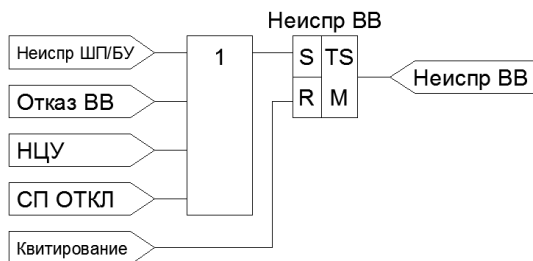 Неиспр ВВ
Неиспр ШП/БУ
1
S TS
Неиспр ВВ
Отказ ВВ
R M
НЦУ
СП ОТКЛ
Квитирование